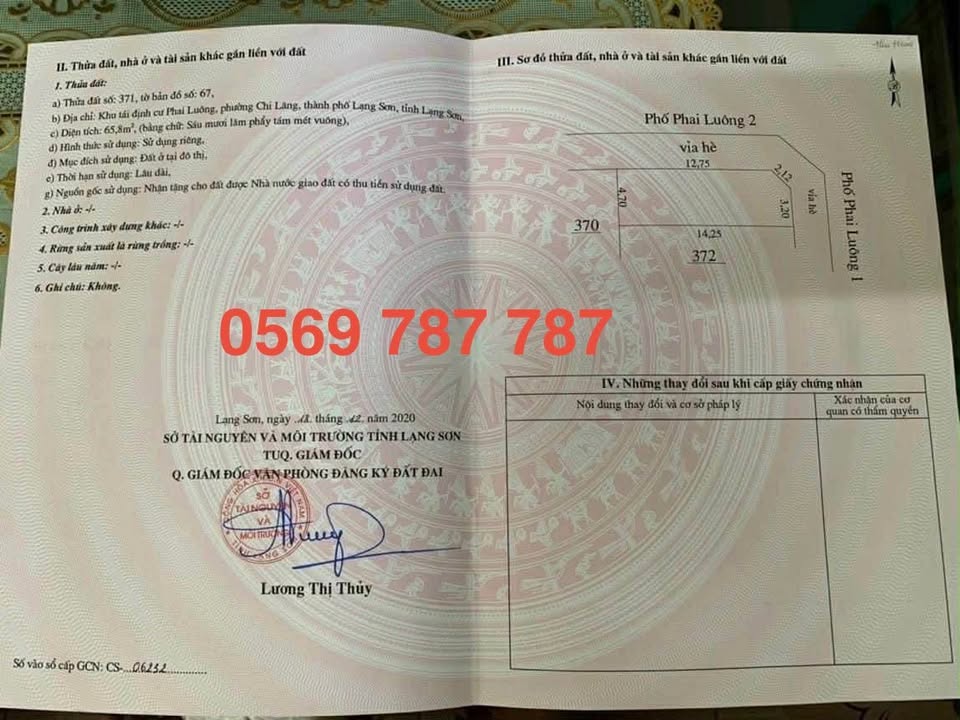 II. Thửa đất, nhà ở và tài sản khác gắn liền với đất
1. Thửa đất:
a) Thửa đất số: 371, tờ bản đồ số: 67,
b) Địa chỉ: Khu tái định cư Phai Luông, phường Chi Lăng, thành phố Lạng Sơn, tỉnh Lạng Sơn,
c) Diện tích: 65,8m², (bằng chữ: Sáu mươi lăm phẩy tám mét vuông),
d) Hình thức sử dụng: Sử dụng riêng,
đ) Mục đích sử dụng: Đất ở tại đô thị,
e) Thời hạn sử dụng: Lâu dài,
g) Nguồn gốc sử dụng: Nhận tặng cho đất được Nhà nước giao đất có thu tiền sử dụng đất.
2. Nhà ở: -/-
3. Công trình xây dựng khác: -/-
4. Rừng sản xuất là rừng trồng: -/-
5. Cây lâu năm: -/-
6. Ghi chú: Không.
0569 787 787
Lạng Sơn, ngày tháng 12 năm 2020
SỞ TÀI NGUYÊN VÀ MÔI TRƯỜNG TỈNH LẠNG SƠN
TUQ. GIÁM ĐỐC
Q. GIÁM ĐỐC VĂN PHÒNG ĐĂNG KÝ ĐẤT ĐAI
SỞ
TÀI NGUYÊN
VÀ
MÔI TRƯỜNG
Lương Thị Thủy
Số vào sổ cấp GCN: CS-...06232
III. Sơ đồ thửa đất, nhà ở và tài sản khác gắn liền với đất
Phố Phai Luông 2
vỉa hè
12,75
2,12
vỉa hè
Phố Phai Luông 1
4,70
3,20
370
14,25
372
IV. Những thay đổi sau khi cấp giấy chứng nhận
Nội dung thay đổi và cơ sở pháp lý
Xác nhận của cơ
quan có thẩm quyền